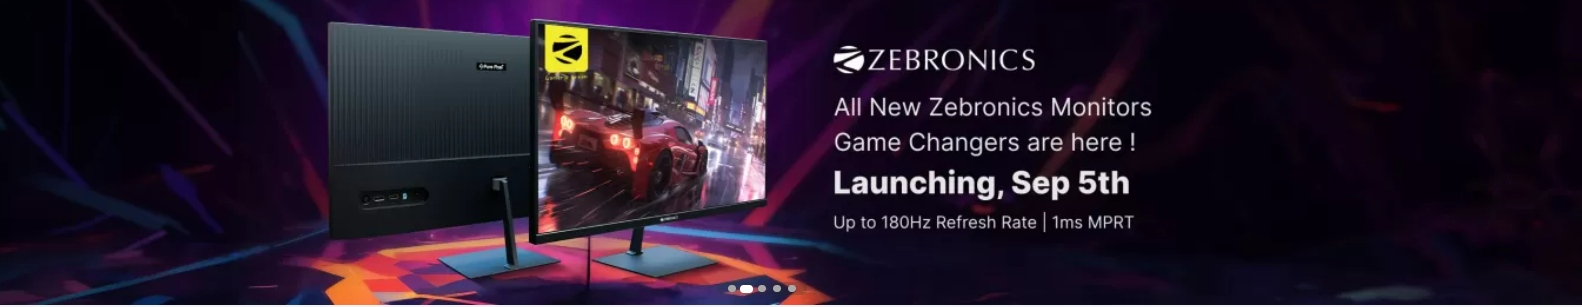 ZEBRONICS
All New Zebronics Monitors
Game Changers are here !
Launching, Sep 5th
Up to 180Hz Refresh Rate | 1ms MPRT